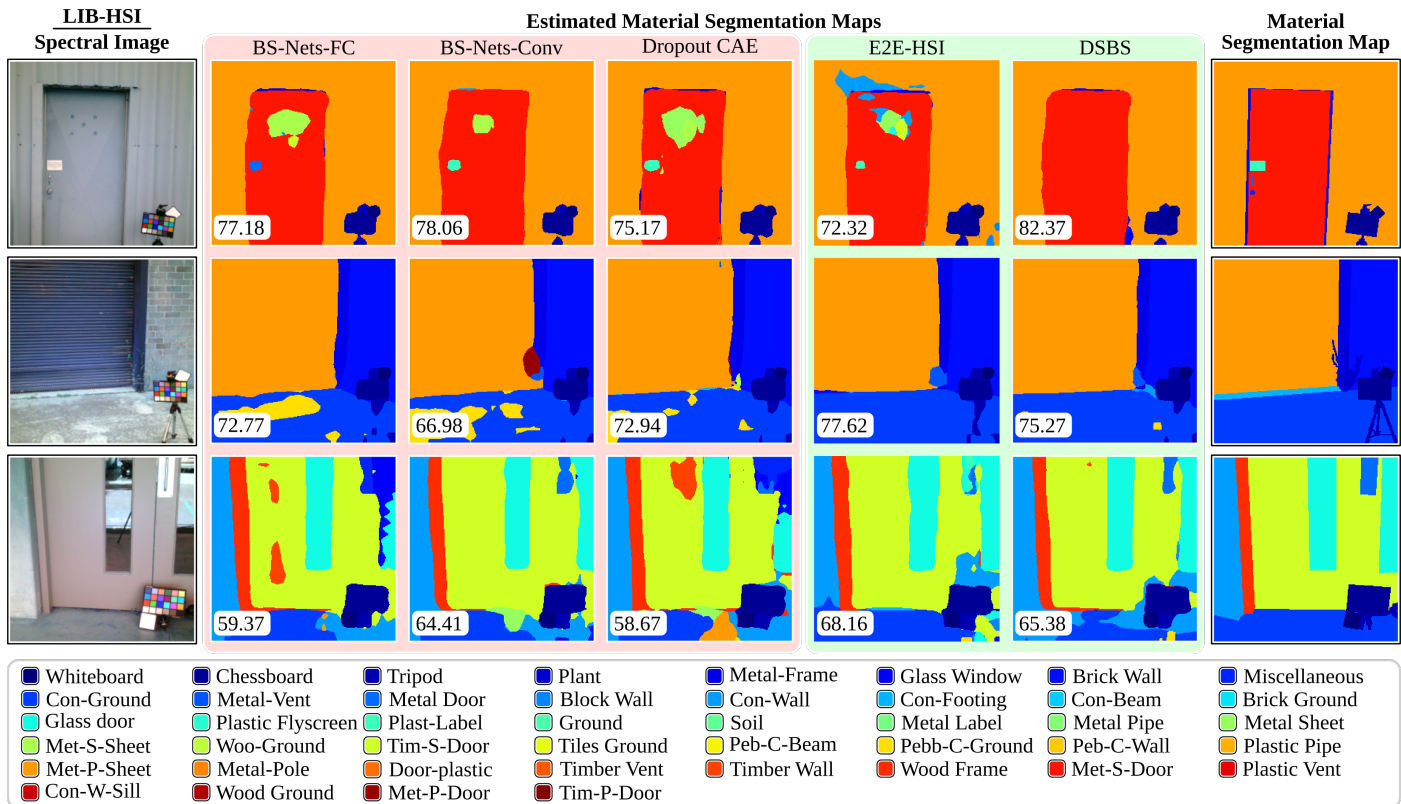 LIB-HSI
Spectral Image
Estimated Material Segmentation Maps
Material
Segmentation Map
BS-Nets-FC BS-Nets-Conv Dropout CAE E2E-HSI DSBS
77.18 78.06 75.17 72.32 82.37
72.77 66.98 72.94 77.62 75.27
59.37 64.41 58.67 68.16 65.38
Whiteboard Chessboard Tripod Plant Metal-Frame Glass Window Brick Wall Miscellaneous
Con-Ground Metal-Vent Metal Door Block Wall Con-Wall Con-Footing Con-Beam Brick Ground
Glass door Plastic Flyscreen Plast-Label Ground Soil Metal Label Metal Pipe Metal Sheet
Met-S-Sheet Woo-Ground Tim-S-Door Tiles Ground Peb-C-Beam Pebb-C-Ground Peb-C-Wall Plastic Pipe
Met-P-Sheet Metal-Pole Door-plastic Timber Vent Timber Wall Wood Frame Met-S-Door Plastic Vent
Con-W-Sill Wood Ground Met-P-Door Tim-P-Door